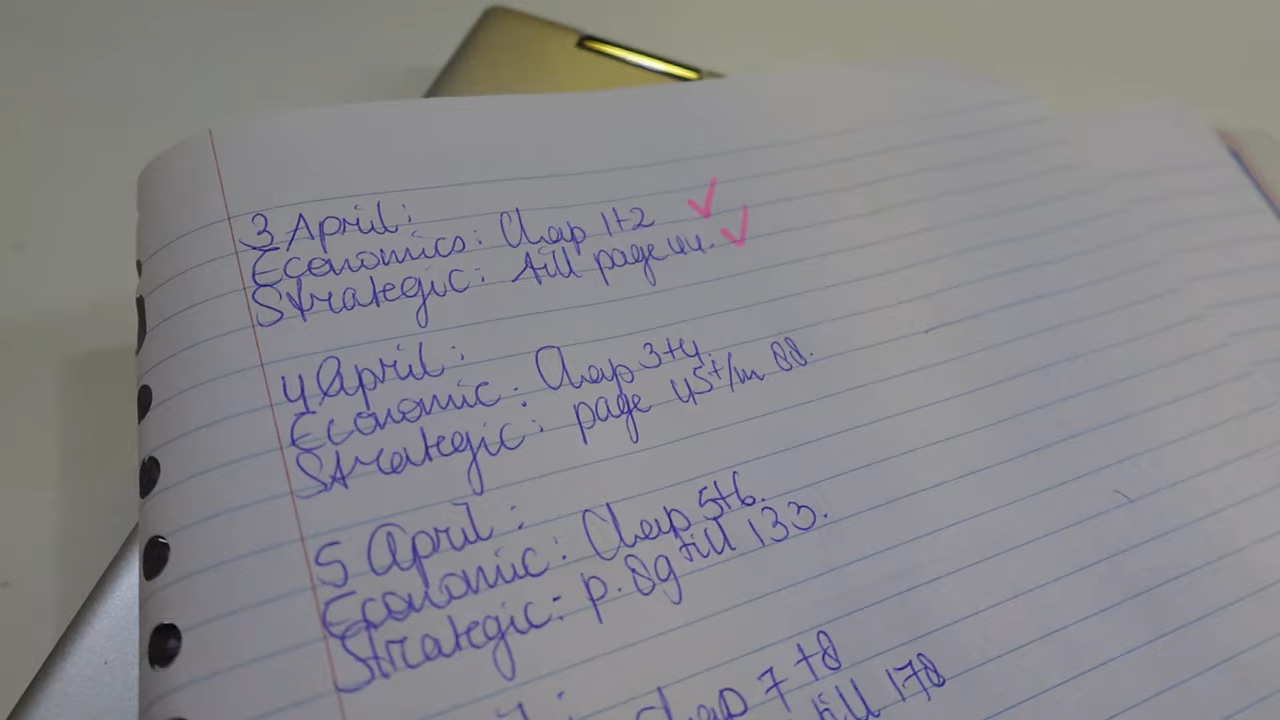 3 April:
Economics: Chap 1+2
Strategic: till page 44.
4 April:
Economic: Chap 3+4.
Strategic: page 45 t/m 88.
5 April:
Economic: Chap 5+6.
Strategic: p. 89 till 133.
Chap 7+8
till 178